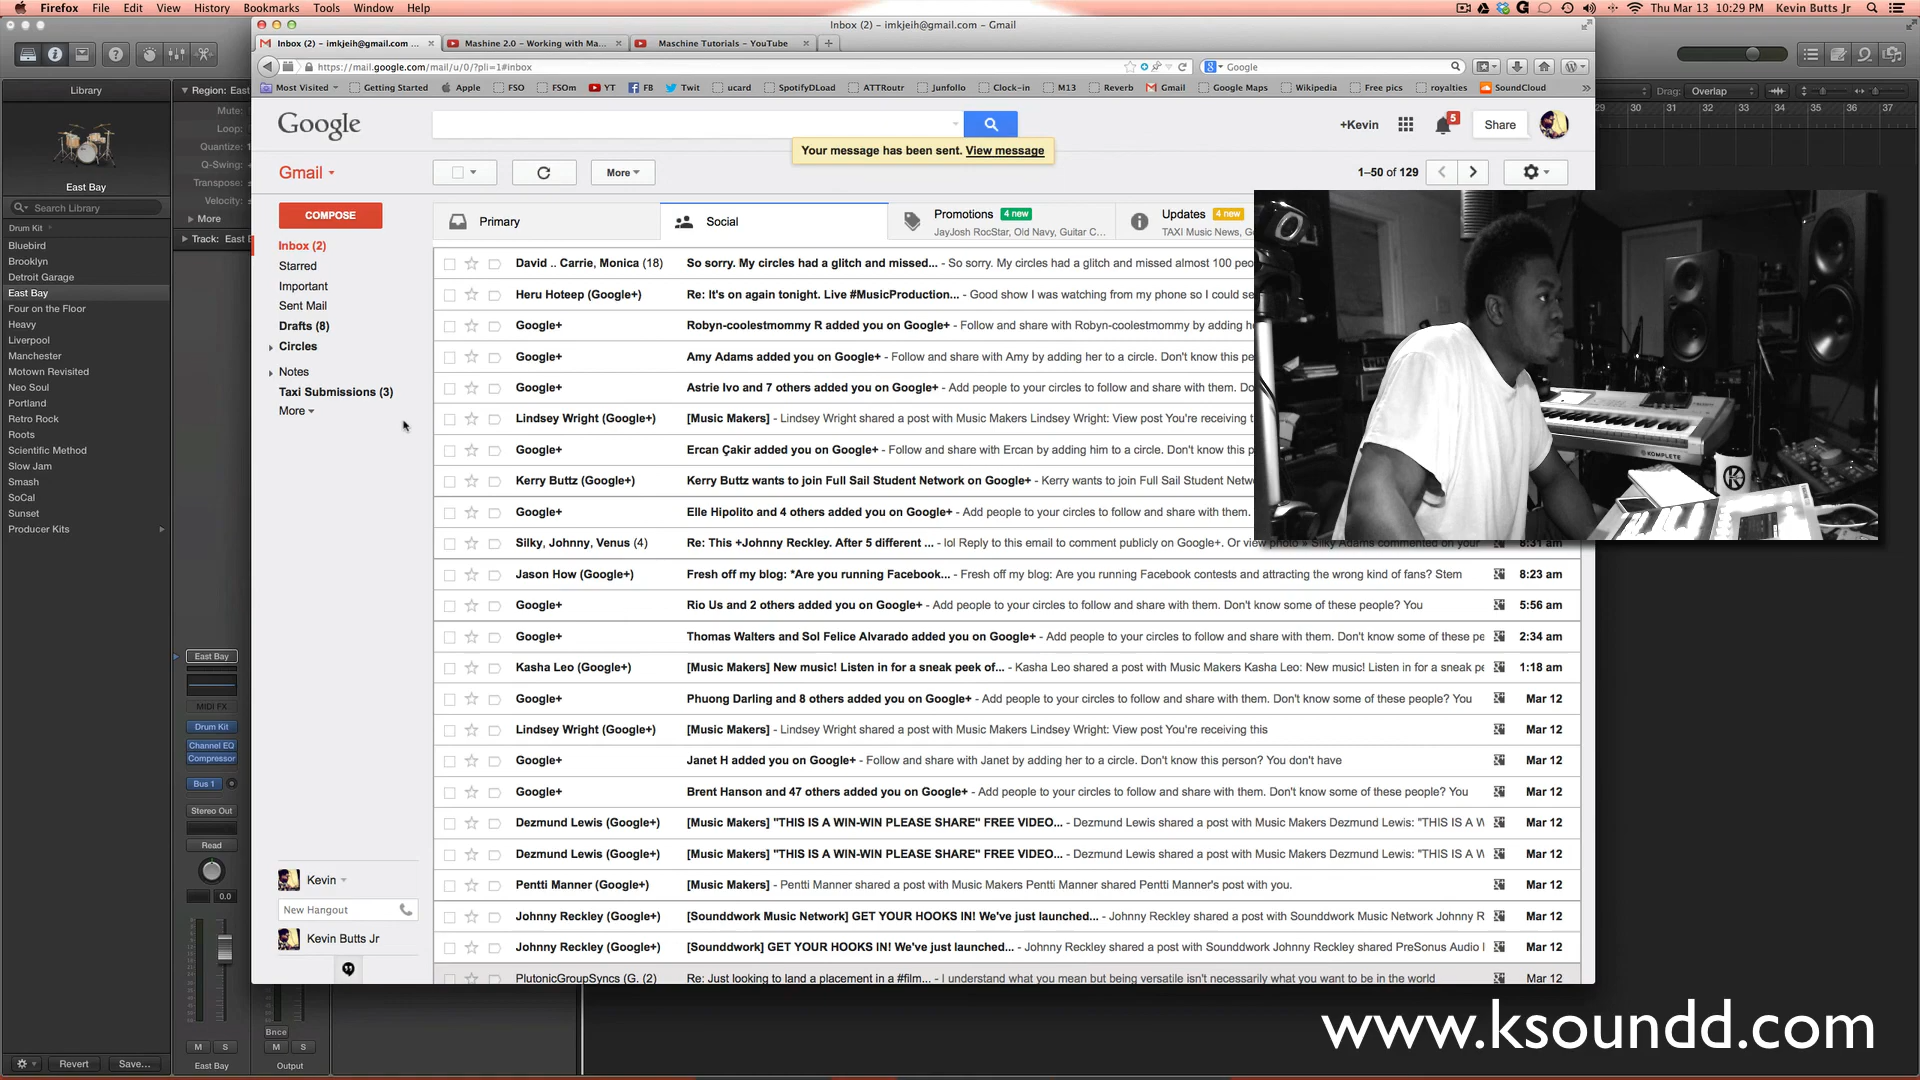 Firefox File Edit View History Bookmarks Tools Window Help
Thu Mar 13 10:29 PM Kevin Butts Jr
Inbox (2) - imkjeih@gmail.com - Gmail
Inbox (2) - imkjeih@gmail.com ... Mashine 2.0 - Working with Ma... Maschine Tutorials - YouTube
https://mail.google.com/mail/u/0/?pli=1#inbox Google
Most Visited Getting Started Apple FSO FSOm YT FB Twit ucard SpotifyDLoad ATTRoutr Junfollo Clock-in M13 Reverb Gmail Google Maps Wikipedia Free pics royalties SoundCloud
Library
Region: East
Mute:
Loop:
Quantize:
Q-Swing:
Transpose:
Velocity:
More
Track: East B
Drag: Overlap
29 30 31 32 33 34 35 36 37
East Bay
Search Library
Drum Kit
Bluebird
Brooklyn
Detroit Garage
East Bay
Four on the Floor
Heavy
Liverpool
Manchester
Motown Revisited
Neo Soul
Portland
Retro Rock
Roots
Scientific Method
Slow Jam
Smash
SoCal
Sunset
Producer Kits
East Bay
MIDI FX
Drum Kit
Channel EQ
Compressor
Bus 1
Stereo Out
Read
0.0
Bnce
M S M S
Revert Save... East Bay Output
Google
+Kevin 5 Share
Your message has been sent. View message
Gmail More 1–50 of 129
COMPOSE
Inbox (2)
Starred
Important
Sent Mail
Drafts (8)
Circles
Notes
Taxi Submissions (3)
More
Kevin
New Hangout
Kevin Butts Jr
Primary Social Promotions 4 new Updates 4 new
JayJosh RocStar, Old Navy, Guitar C... TAXI Music News, G
David .. Carrie, Monica (18) So sorry. My circles had a glitch and missed... - So sorry. My circles had a glitch and missed almost 100 peo
Heru Hoteep (Google+) Re: It's on again tonight. Live #MusicProduction... - Good show I was watching from my phone so I could se
Google+ Robyn-coolestmommy R added you on Google+ - Follow and share with Robyn-coolestmommy by adding he
Google+ Amy Adams added you on Google+ - Follow and share with Amy by adding her to a circle. Don't know this pe
Google+ Astrie Ivo and 7 others added you on Google+ - Add people to your circles to follow and share with them. Don
Lindsey Wright (Google+) [Music Makers] - Lindsey Wright shared a post with Music Makers Lindsey Wright: View post You're receiving t
Google+ Ercan Çakir added you on Google+ - Follow and share with Ercan by adding him to a circle. Don't know this p
Kerry Buttz (Google+) Kerry Buttz wants to join Full Sail Student Network on Google+ - Kerry wants to join Full Sail Student Netwo
Google+ Elle Hipolito and 4 others added you on Google+ - Add people to your circles to follow and share with them.
Silky, Johnny, Venus (4) Re: This +Johnny Reckley. After 5 different ... - lol Reply to this email to comment publicly on Google+. Or view photo » Silky Adams commented on your 8:31 am
Jason How (Google+) Fresh off my blog: *Are you running Facebook... - Fresh off my blog: Are you running Facebook contests and attracting the wrong kind of fans? Stem 8:23 am
Google+ Rio Us and 2 others added you on Google+ - Add people to your circles to follow and share with them. Don't know some of these people? You 5:56 am
Google+ Thomas Walters and Sol Felice Alvarado added you on Google+ - Add people to your circles to follow and share with them. Don't know some of these pe 2:34 am
Kasha Leo (Google+) [Music Makers] New music! Listen in for a sneak peek of... - Kasha Leo shared a post with Music Makers Kasha Leo: New music! Listen in for a sneak pe 1:18 am
Google+ Phuong Darling and 8 others added you on Google+ - Add people to your circles to follow and share with them. Don't know some of these people? You Mar 12
Lindsey Wright (Google+) [Music Makers] - Lindsey Wright shared a post with Music Makers Lindsey Wright: View post You're receiving this Mar 12
Google+ Janet H added you on Google+ - Follow and share with Janet by adding her to a circle. Don't know this person? You don't have Mar 12
Google+ Brent Hanson and 47 others added you on Google+ - Add people to your circles to follow and share with them. Don't know some of these people? You Mar 12
Dezmund Lewis (Google+) [Music Makers] "THIS IS A WIN-WIN PLEASE SHARE" FREE VIDEO... - Dezmund Lewis shared a post with Music Makers Dezmund Lewis: "THIS IS A W Mar 12
Dezmund Lewis (Google+) [Music Makers] "THIS IS A WIN-WIN PLEASE SHARE" FREE VIDEO... - Dezmund Lewis shared a post with Music Makers Dezmund Lewis: "THIS IS A W Mar 12
Pentti Manner (Google+) [Music Makers] - Pentti Manner shared a post with Music Makers Pentti Manner shared Pentti Manner's post with you. Mar 12
Johnny Reckley (Google+) [Sounddwork Music Network] GET YOUR HOOKS IN! We've just launched... - Johnny Reckley shared a post with Sounddwork Music Network Johnny R Mar 12
Johnny Reckley (Google+) [Sounddwork] GET YOUR HOOKS IN! We've just launched... - Johnny Reckley shared a post with Sounddwork Johnny Reckley shared PreSonus Audio I Mar 12
PlutonicGroupSyncs (G. (2) Re: Just looking to land a placement in a #film... - I understand what you mean but being versatile isn't necessarily what you want to be in the world Mar 12
KOMPLETE
K
www.ksoundd.com